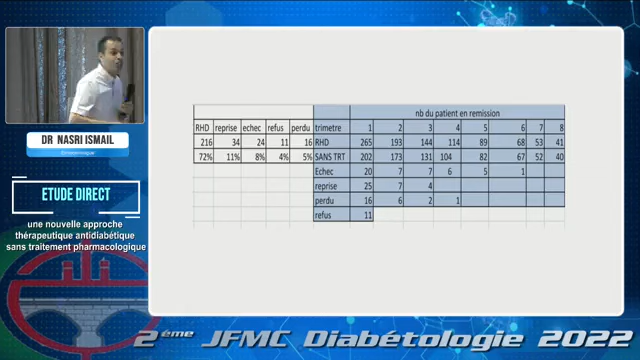 nb du patient en remission
RHD reprise echec refus perdu trimetre 1 2 3 4 5 6 7 8
216 34 24 11 16 RHD 265 193 144 114 89 68 53 41
72% 11% 8% 4% 5% SANS TRT 202 173 131 104 82 67 52 40
Echec 20 7 7 6 5 1
reprise 25 7 4
perdu 16 6 2 1
refus 11
DR NASRI ISMAIL
ETUDE DIRECT
une nouvelle approche
thérapeutique antidiabétique
sans traitement pharmacologique
2ème JFMC Diabétologie 2022